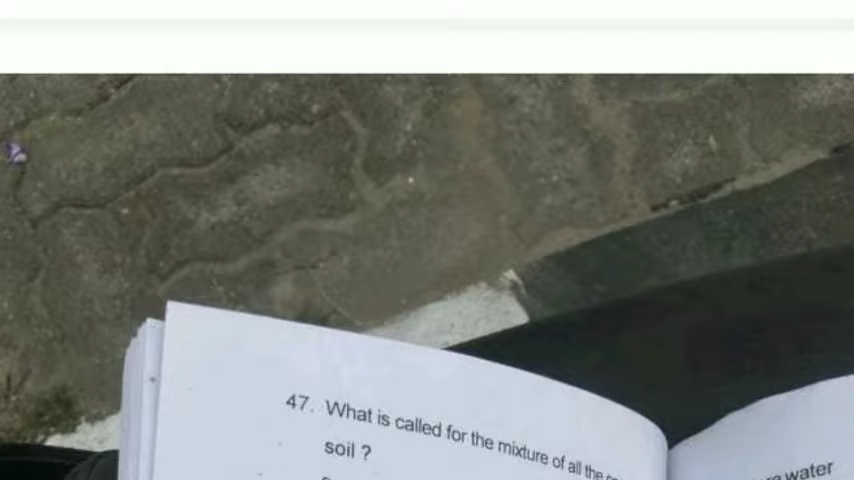 47. What is called for the mixture of all the
soil ?
water